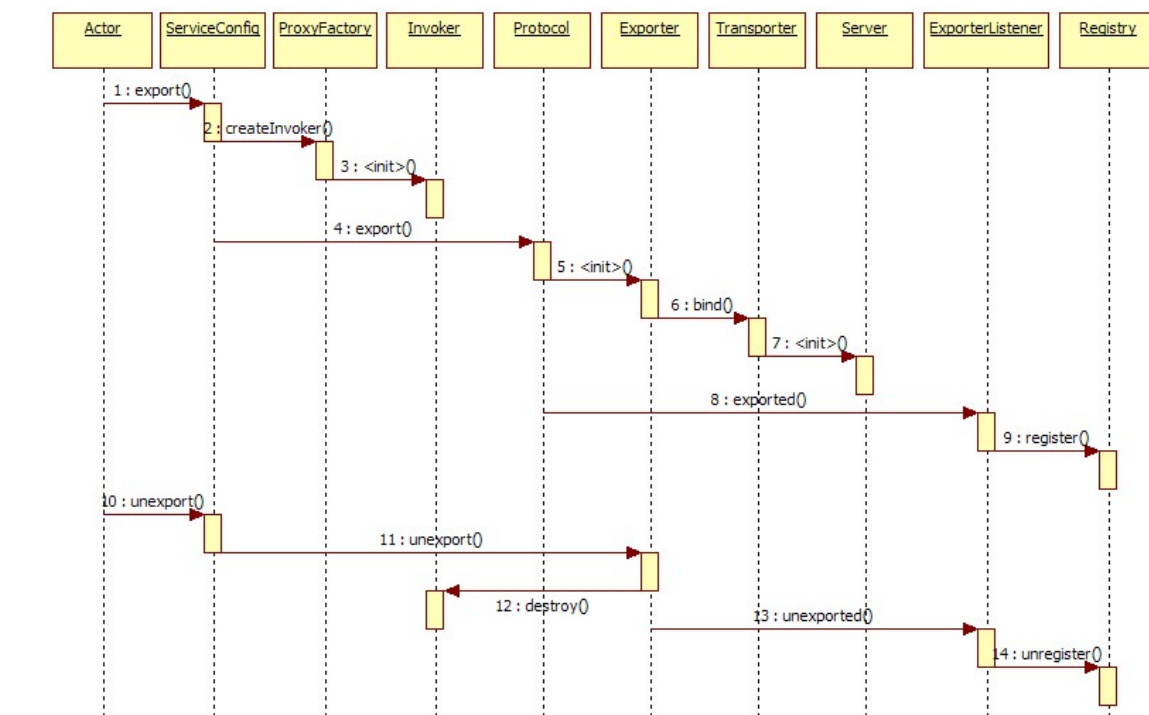 Actor
ServiceConfig
ProxyFactory
Invoker
Protocol
Exporter
Transporter
Server
ExporterListener
Registry
1 : export()
2 : createInvoker()
3 : <init>()
4 : export()
5 : <init>()
6 : bind()
7 : <init>()
8 : exported()
9 : register()
10 : unexport()
11 : unexport()
12 : destroy()
13 : unexported()
14 : unregister()